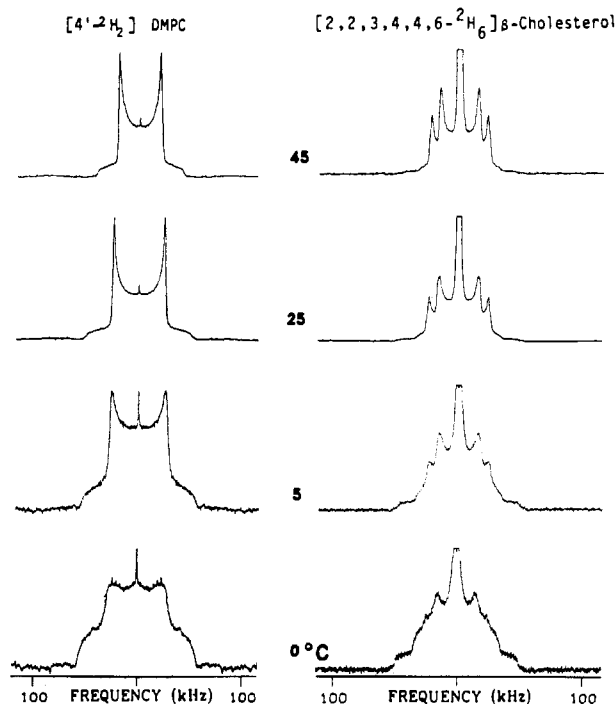 [4'-²H₂] DMPC
[2,2,3,4,4,6-²H₆]β-Cholesterol
45
25
5
0°C
100 FREQUENCY (kHz) 100
100 FREQUENCY (kHz) 100